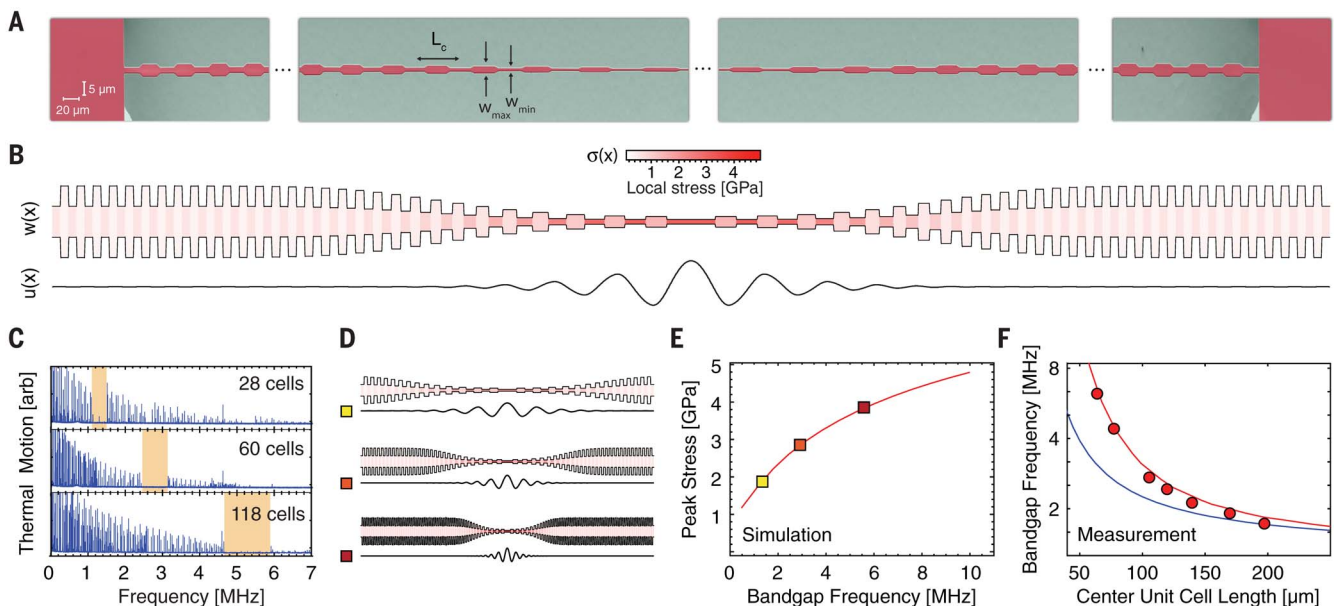 A
L_c
w_max
w_min
5 µm
20 µm
...
...
...
B
σ(x)
1 2 3 4
Local stress [GPa]
w(x)
u(x)
C
Thermal Motion [arb]
28 cells
60 cells
118 cells
0 1 2 3 4 5 6 7
Frequency [MHz]
D
E
Peak Stress [GPa]
5
4
3
2
1
Simulation
0 2 4 6 8 10
Bandgap Frequency [MHz]
F
Bandgap Frequency [MHz]
8
4
2
Measurement
50 100 150 200
Center Unit Cell Length [µm]